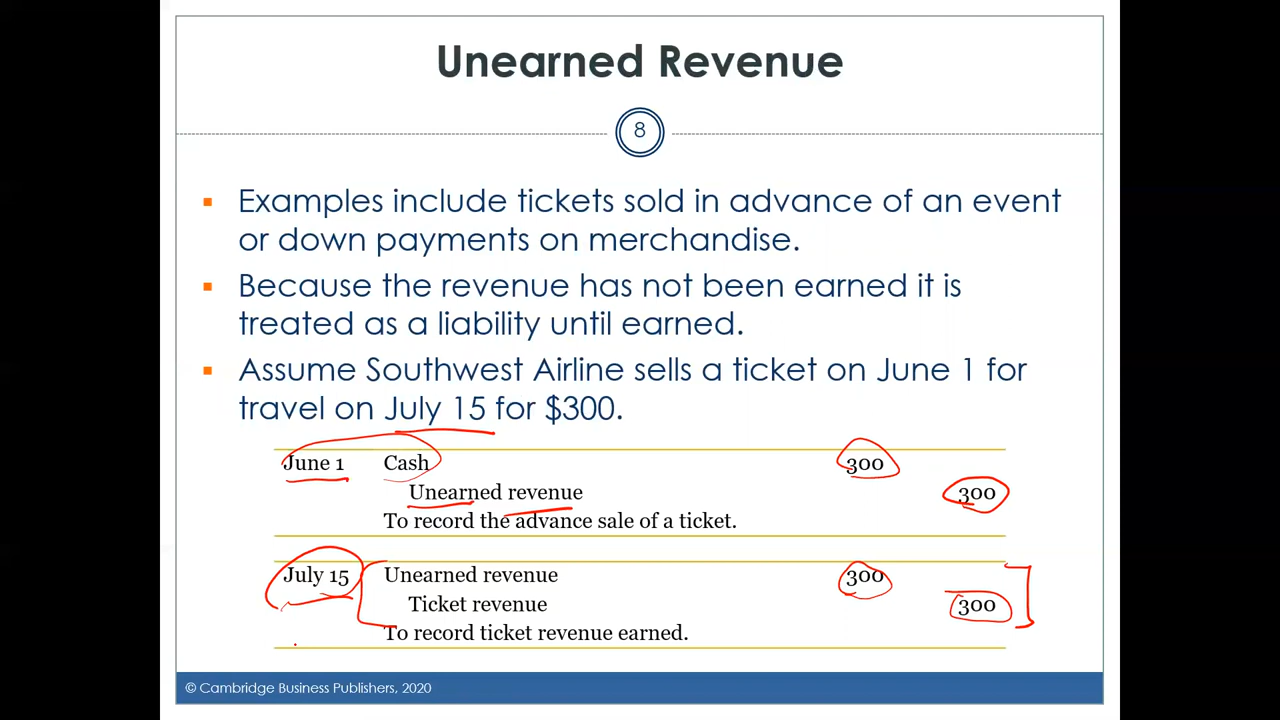 Unearned Revenue
8
▪ Examples include tickets sold in advance of an event
or down payments on merchandise.
▪ Because the revenue has not been earned it is
treated as a liability until earned.
▪ Assume Southwest Airline sells a ticket on June 1 for
travel on July 15 for $300.
June 1 Cash 300
Unearned revenue 300
To record the advance sale of a ticket.
July 15 Unearned revenue 300
Ticket revenue 300
To record ticket revenue earned.
© Cambridge Business Publishers, 2020